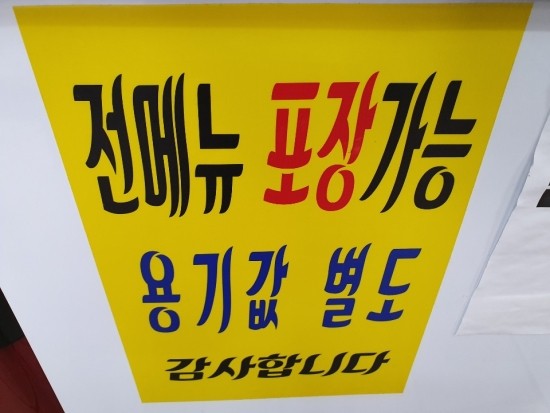 전메뉴 포장가능
용기값 별도
감사합니다